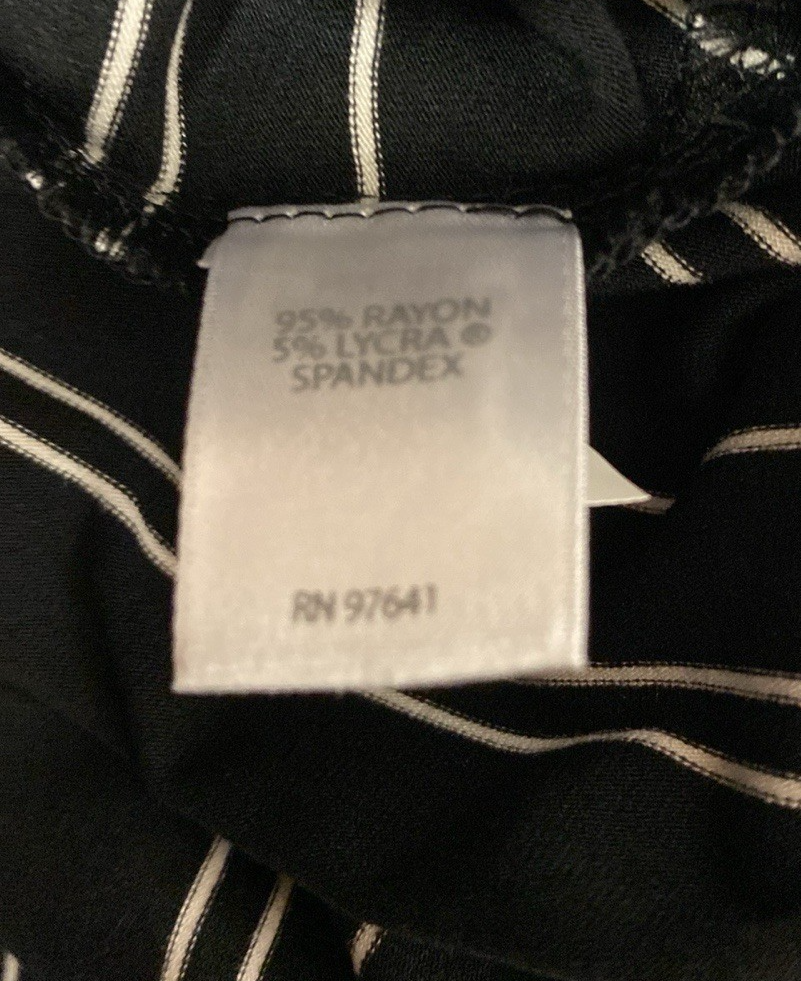 95% RAYON
5% LYCRA ®
SPANDEX
RN 97641